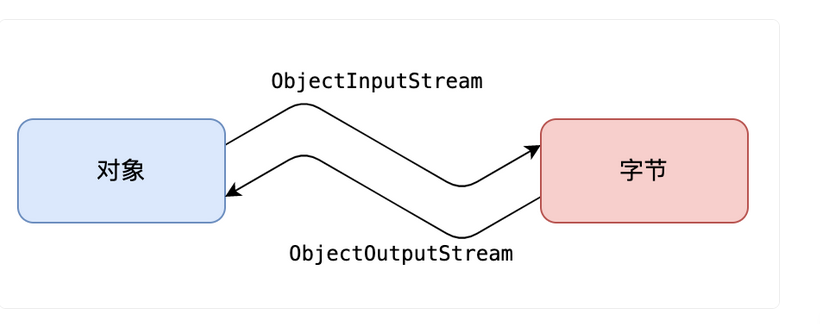 ObjectInputStream
对象
字节
ObjectOutputStream